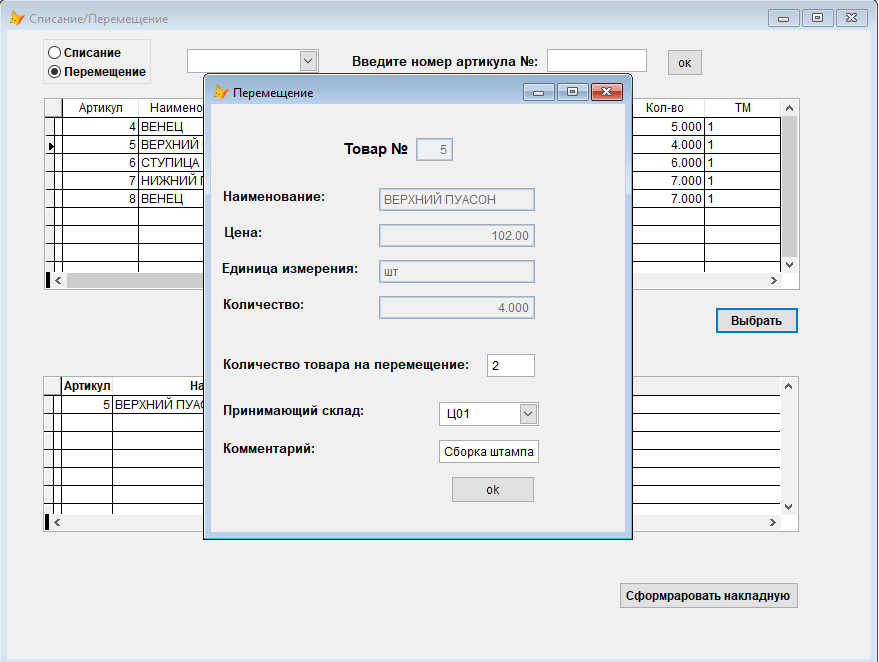 Списание/Перемещение
Списание
Перемещение
Введите номер артикула №:
ок
Артикул Наимено Кол-во ТМ
4 ВЕНЕЦ 5.000 1
5 ВЕРХНИЙ 4.000 1
6 СТУПИЦА 6.000 1
7 НИЖНИЙ 7.000 1
8 ВЕНЕЦ 7.000 1
Выбрать
Перемещение
Товар № 5
Наименование: ВЕРХНИЙ ПУАСОН
Цена: 102.00
Единица измерения: шт
Количество: 4.000
Количество товара на перемещение: 2
Принимающий склад: Ц01
Комментарий: Сборка штампа
ok
Артикул На
5 ВЕРХНИЙ ПУАС
Сформраровать накладную